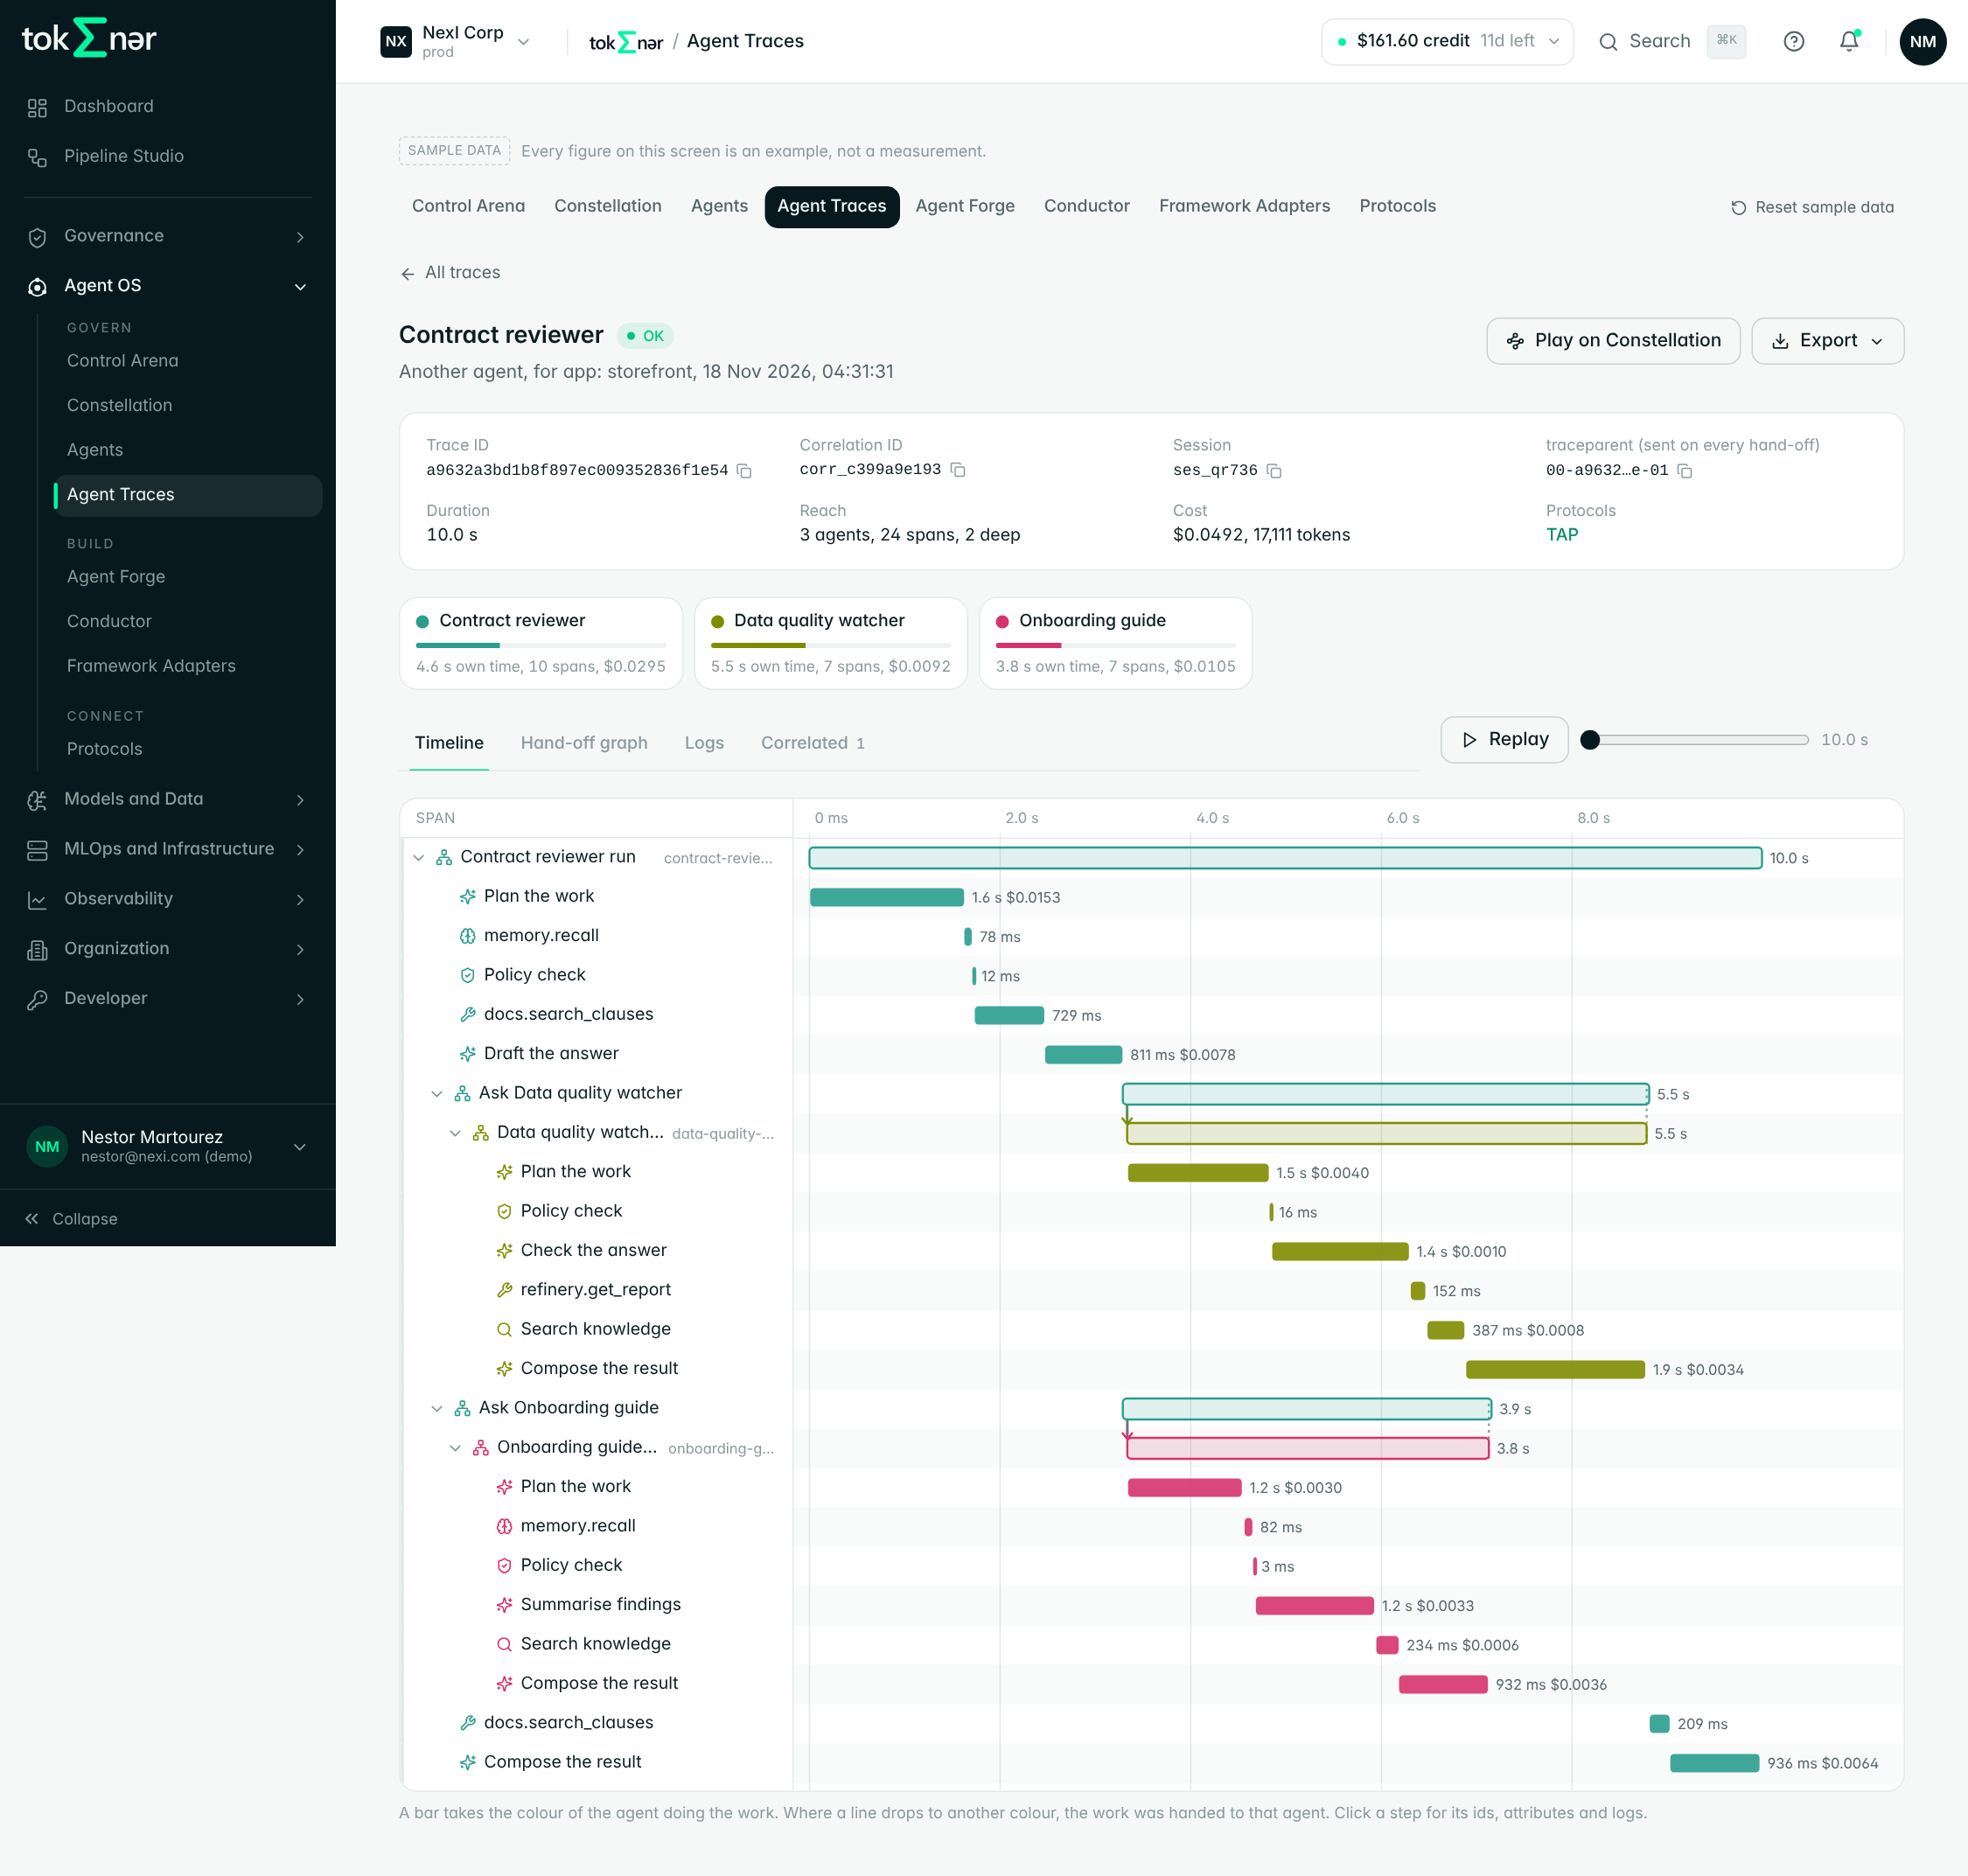 tokΣnər
Dashboard
Pipeline Studio
Governance
Agent OS
GOVERN
Control Arena
Constellation
Agents
Agent Traces
BUILD
Agent Forge
Conductor
Framework Adapters
CONNECT
Protocols
Models and Data
MLOps and Infrastructure
Observability
Organization
Developer
NM
Nestor Martourez
nestor@nexi.com (demo)
Collapse
NX
Nexl Corp
prod
tokΣnər / Agent Traces
$161.60 credit 11d left
Search ⌘K
NM
SAMPLE DATA Every figure on this screen is an example, not a measurement.
Control Arena Constellation Agents Agent Traces Agent Forge Conductor Framework Adapters Protocols
Reset sample data
All traces
Contract reviewer OK
Another agent, for app: storefront, 18 Nov 2026, 04:31:31
Play on Constellation
Export
Trace ID Correlation ID Session traceparent (sent on every hand-off)
a9632a3bd1b8f897ec009352836f1e54 corr_c399a9e193 ses_qr736 00-a9632…e-01
Duration Reach Cost Protocols
10.0 s 3 agents, 24 spans, 2 deep $0.0492, 17,111 tokens TAP
Contract reviewer
4.6 s own time, 10 spans, $0.0295
Data quality watcher
5.5 s own time, 7 spans, $0.0092
Onboarding guide
3.8 s own time, 7 spans, $0.0105
Timeline Hand-off graph Logs Correlated 1
Replay 10.0 s
SPAN 0 ms 2.0 s 4.0 s 6.0 s 8.0 s
Contract reviewer run contract-revie... 10.0 s
Plan the work 1.6 s $0.0153
memory.recall 78 ms
Policy check 12 ms
docs.search_clauses 729 ms
Draft the answer 811 ms $0.0078
Ask Data quality watcher 5.5 s
Data quality watch... data-quality-... 5.5 s
Plan the work 1.5 s $0.0040
Policy check 16 ms
Check the answer 1.4 s $0.0010
refinery.get_report 152 ms
Search knowledge 387 ms $0.0008
Compose the result 1.9 s $0.0034
Ask Onboarding guide 3.9 s
Onboarding guide... onboarding-g... 3.8 s
Plan the work 1.2 s $0.0030
memory.recall 82 ms
Policy check 3 ms
Summarise findings 1.2 s $0.0033
Search knowledge 234 ms $0.0006
Compose the result 932 ms $0.0036
docs.search_clauses 209 ms
Compose the result 936 ms $0.0064
A bar takes the colour of the agent doing the work. Where a line drops to another colour, the work was handed to that agent. Click a step for its ids, attributes and logs.